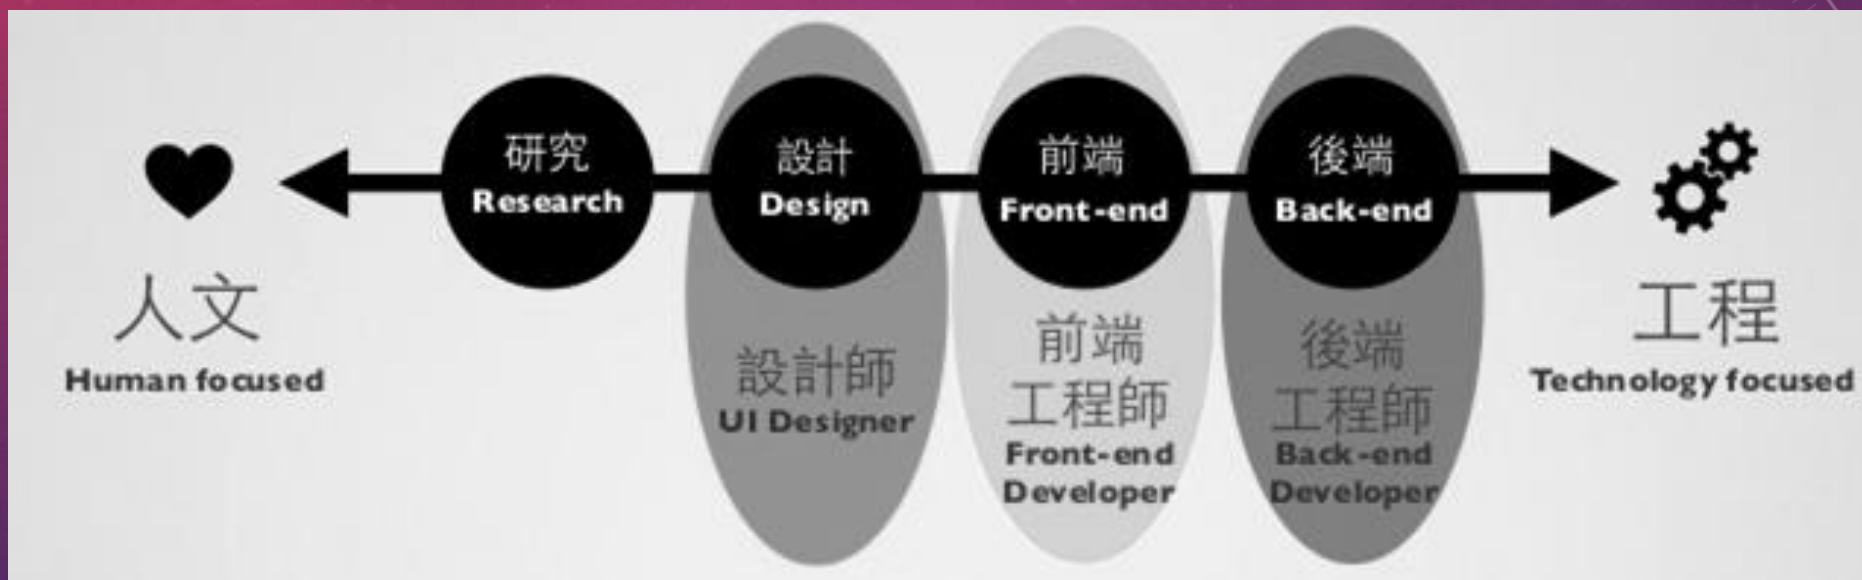 人文
Human focused
研究
Research
設計
Design
設計師
UI Designer
前端
Front-end
前端
工程師
Front-end
Developer
後端
Back-end
後端
工程師
Back-end
Developer
工程
Technology focused